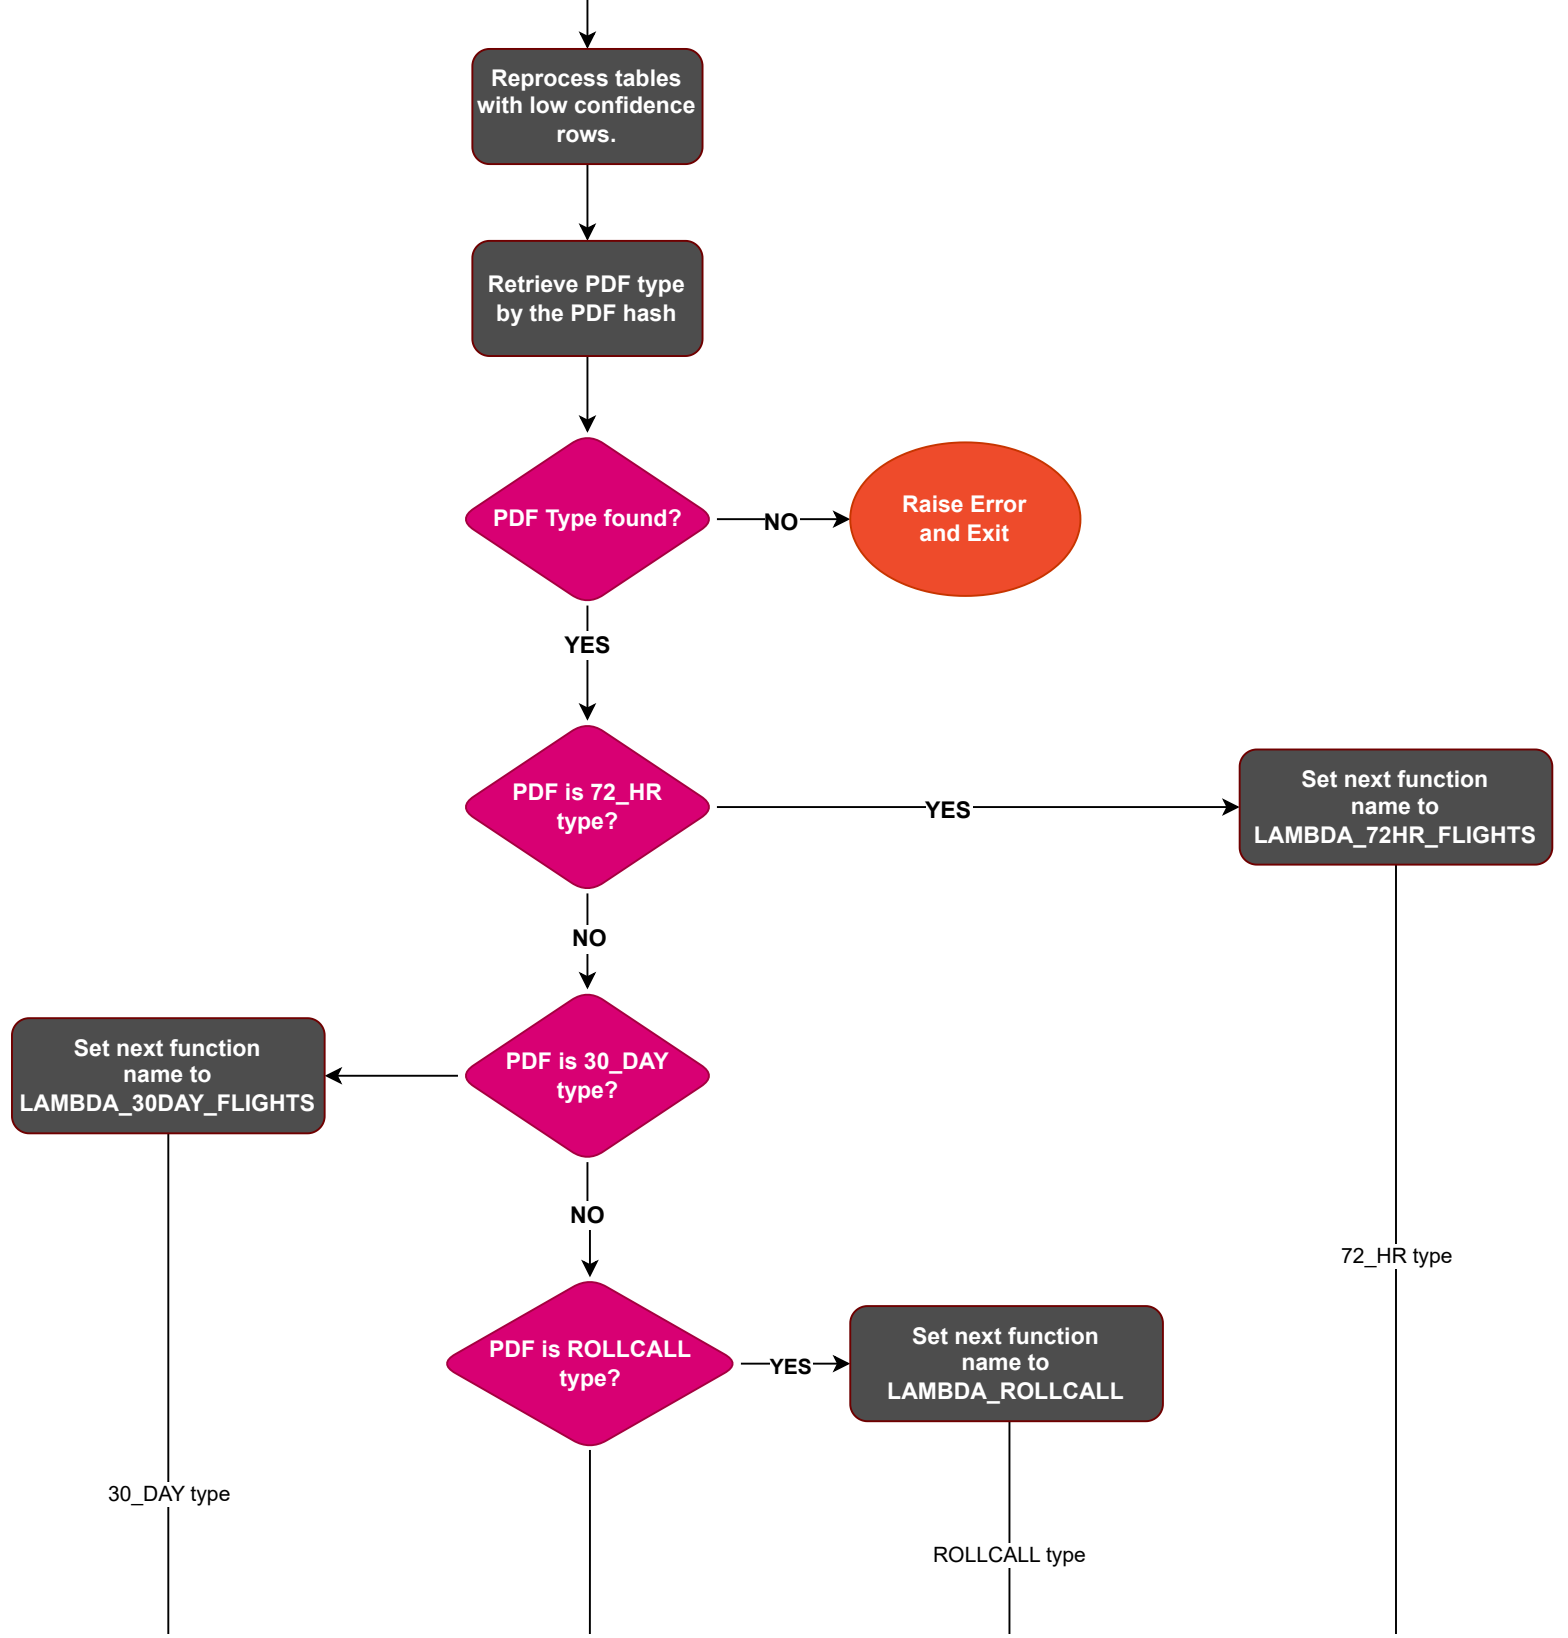 Reprocess tables
with low confidence
rows.
Retrieve PDF type
by the PDF hash
PDF Type found?
NO
Raise Error
and Exit
YES
PDF is 72_HR
type?
YES
Set next function
name to
LAMBDA_72HR_FLIGHTS
NO
PDF is 30_DAY
type?
Set next function
name to
LAMBDA_30DAY_FLIGHTS
NO
72_HR type
PDF is ROLLCALL
type?
YES
Set next function
name to
LAMBDA_ROLLCALL
30_DAY type
ROLLCALL type